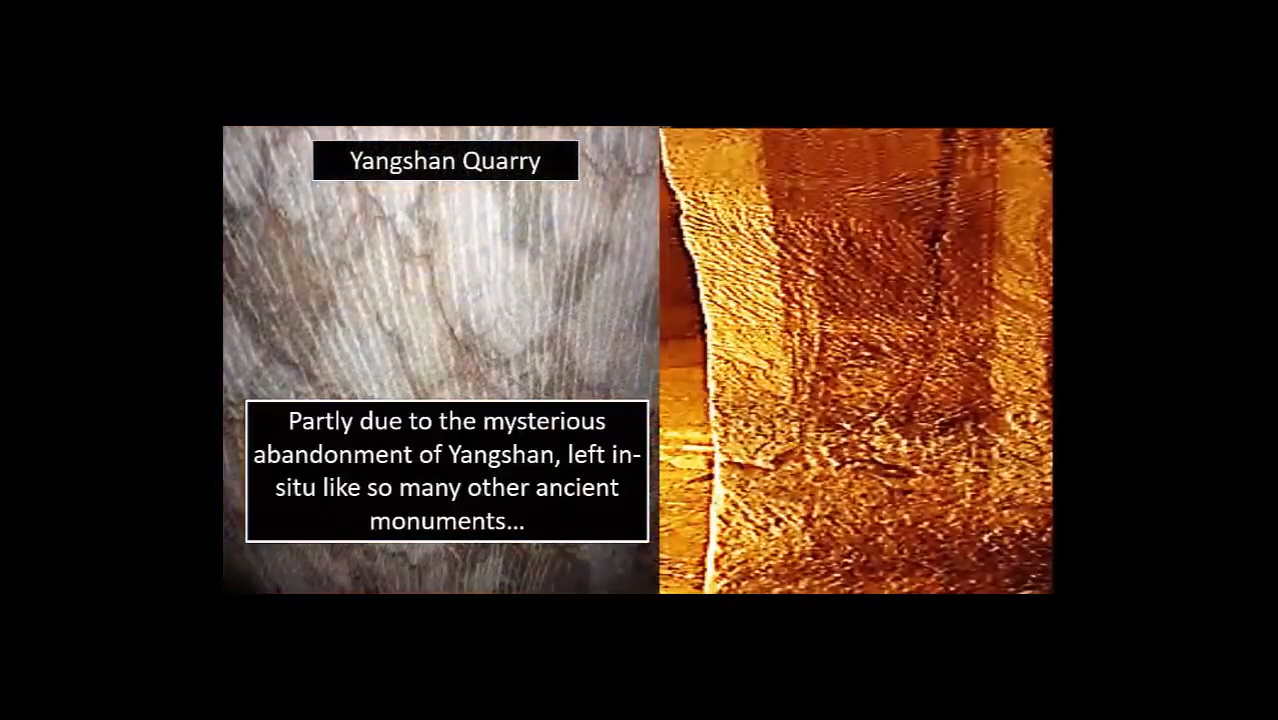 Yangshan Quarry
Partly due to the mysterious
abandonment of Yangshan, left in-
situ like so many other ancient
monuments...